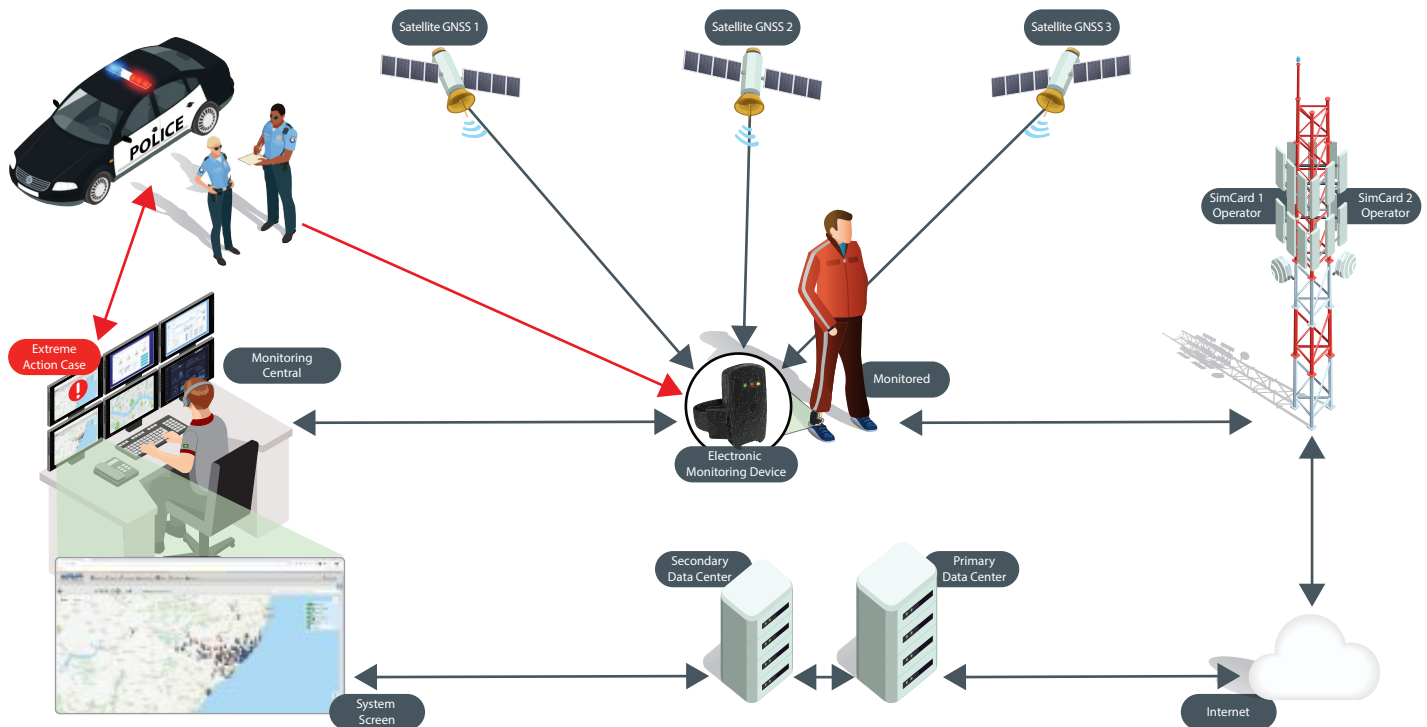 Satellite GNSS 1
Satellite GNSS 2
Satellite GNSS 3
POLICE
SimCard 1
Operator
SimCard 2
Operator
Extreme
Action Case
Monitoring
Central
Monitored
Electronic
Monitoring Device
Secondary
Data Center
Primary
Data Center
System
Screen
Internet